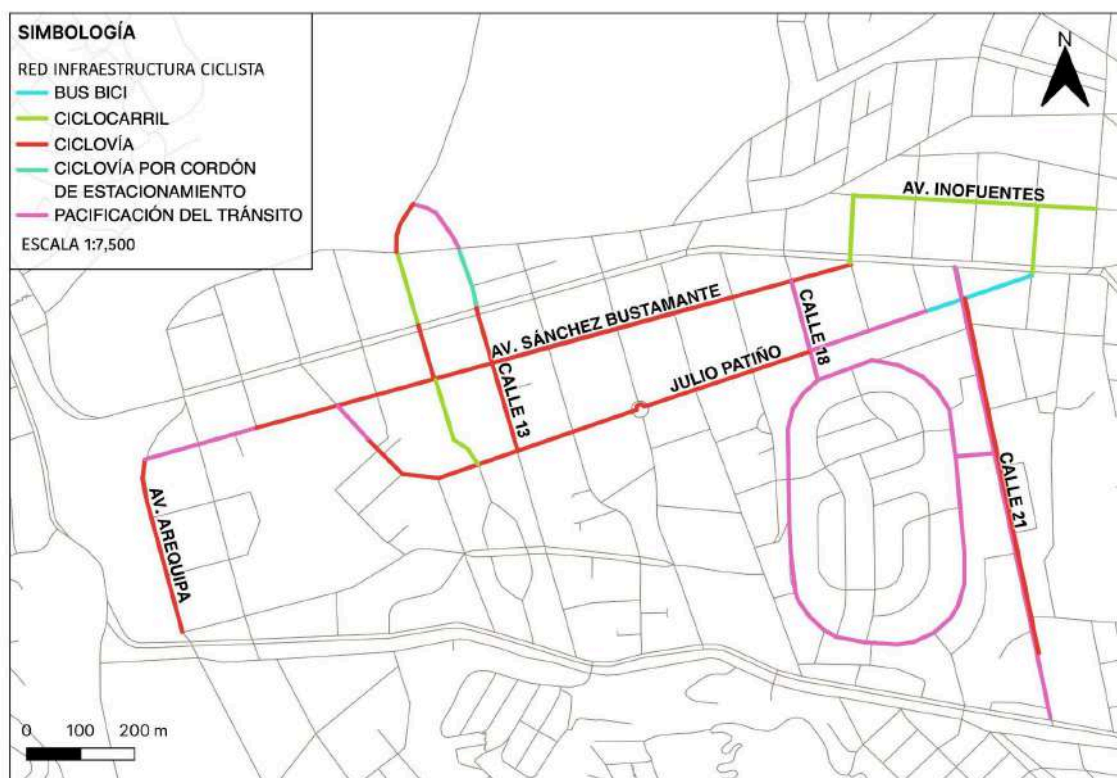 SIMBOLOGÍA
RED INFRAESTRUCTURA CICLISTA
BUS BICI
CICLOCARRIL
CICLOVÍA
CICLOVÍA POR CORDÓN
DE ESTACIONAMIENTO
PACIFICACIÓN DEL TRÁNSITO
ESCALA 1:7,500
N
AV. INOFUENTES
AV. SÁNCHEZ BUSTAMANTE
CALLE 18
JULIO PATIÑO
CALLE 13
CALLE 21
AV. AREQUIPA
0 100 200 m